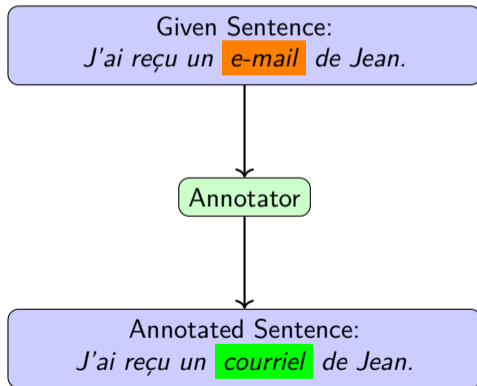 Given Sentence:
J'ai reçu un e-mail de Jean.
Annotator
Annotated Sentence:
J'ai reçu un courriel de Jean.